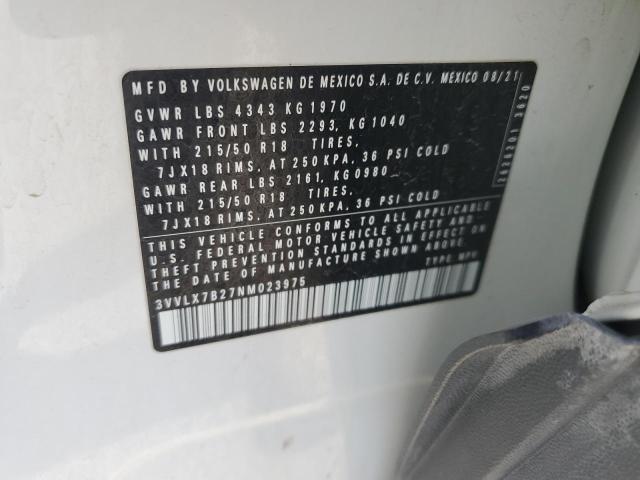 MFD BY VOLKSWAGEN DE MEXICO S.A. DE C.V. MEXICO 08/21
GVWR LBS 4343 KG 1970
GAWR FRONT LBS 2293, KG 1040
WITH 215/50 R18 TIRES,
7JX18 RIMS, AT 250 KPA, 36 PSI COLD
GAWR REAR LBS 2161, KG 0980
WITH 215/50 R18 TIRES,
7JX18 RIMS, AT 250 KPA, 36 PSI COLD
THIS VEHICLE CONFORMS TO ALL APPLICABLE
U.S. FEDERAL MOTOR VEHICLE SAFETY AND
THEFT PREVENTION STANDARDS IN EFFECT ON
THE DATE OF MANUFACTURE SHOWN ABOVE.
3VVLX7B27NM023975 TYPE MPV
3620